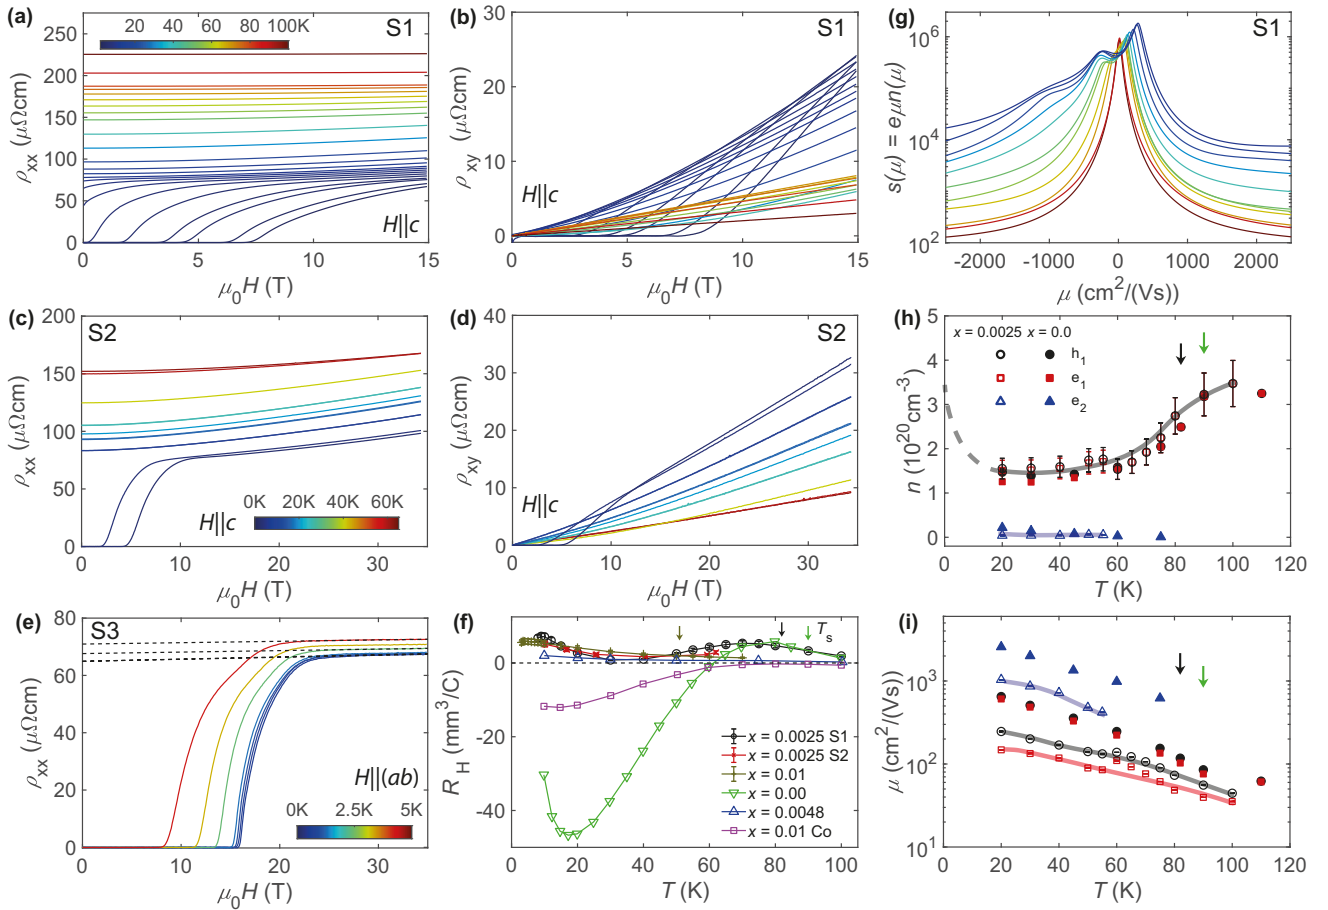 (a)
S1
20 40 60 80 100K
250
200
150
100
50
0
ρxx (μΩcm)
H||c
0 5 10 15
μ0H (T)
(b)
S1
30
20
10
0
ρxy (μΩcm)
H||c
0 5 10 15
μ0H (T)
(g)
S1
10^6
10^4
10^2
s(μ) = eμn(μ)
-2000 -1000 0 1000 2000
μ (cm^2/(Vs))
(c)
S2
200
150
100
50
0
ρxx (μΩcm)
H||c
0K 20K 40K 60K
0 10 20 30
μ0H (T)
(d)
S2
40
30
20
10
0
ρxy (μΩcm)
H||c
0 10 20 30
μ0H (T)
(h)
x = 0.0025 x = 0.0
h1
e1
e2
5
4
3
2
1
0
n (10^20cm^-3)
0 20 40 60 80 100 120
T (K)
(e)
S3
80
60
40
20
0
ρxx (μΩcm)
H||(ab)
0K 2.5K 5K
0 10 20 30
μ0H (T)
(f)
Ts
0
-20
-40
RH (mm^3/C)
x = 0.0025 S1
x = 0.0025 S2
x = 0.01
x = 0.00
x = 0.0048
x = 0.01 Co
0 20 40 60 80 100
T (K)
(i)
10^3
10^2
10^1
μ (cm^2/(Vs))
0 20 40 60 80 100 120
T (K)